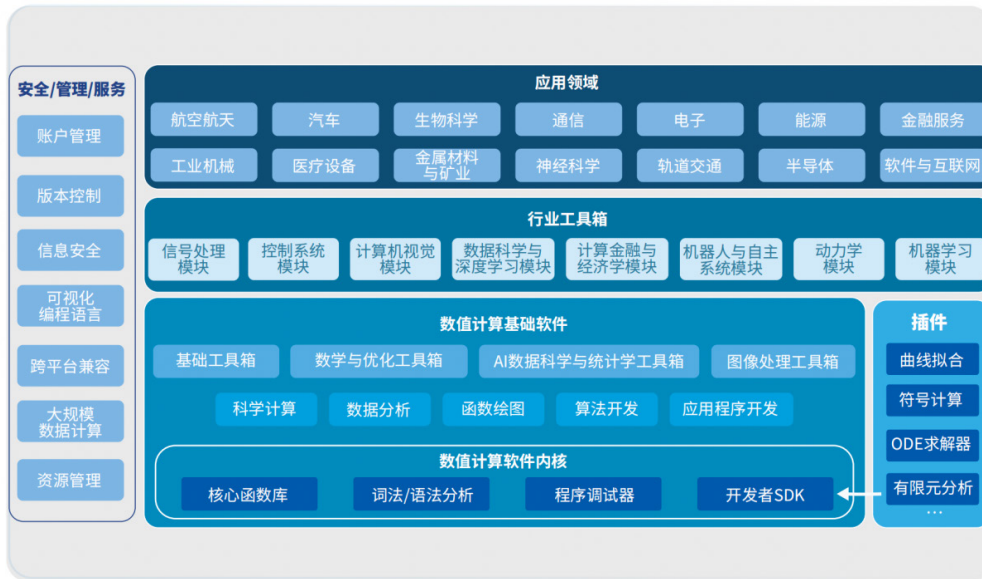 安全/管理/服务
账户管理
版本控制
信息安全
可视化
编程语言
跨平台兼容
大规模
数据计算
资源管理
应用领域
航空航天
汽车
生物科学
通信
电子
能源
金融服务
工业机械
医疗设备
金属材料
与矿业
神经科学
轨道交通
半导体
软件与互联网
行业工具箱
信号处理
模块
控制系统
模块
计算机视觉
模块
数据科学与
深度学习模块
计算金融与
经济学模块
机器人与自主
系统模块
动力学
模块
机器学习
模块
数值计算基础软件
基础工具箱
数学与优化工具箱
AI数据科学与统计学工具箱
图像处理工具箱
科学计算
数据分析
函数绘图
算法开发
应用程序开发
数值计算软件内核
核心函数库
词法/语法分析
程序调试器
开发者SDK
插件
曲线拟合
符号计算
ODE求解器
有限元分析
...